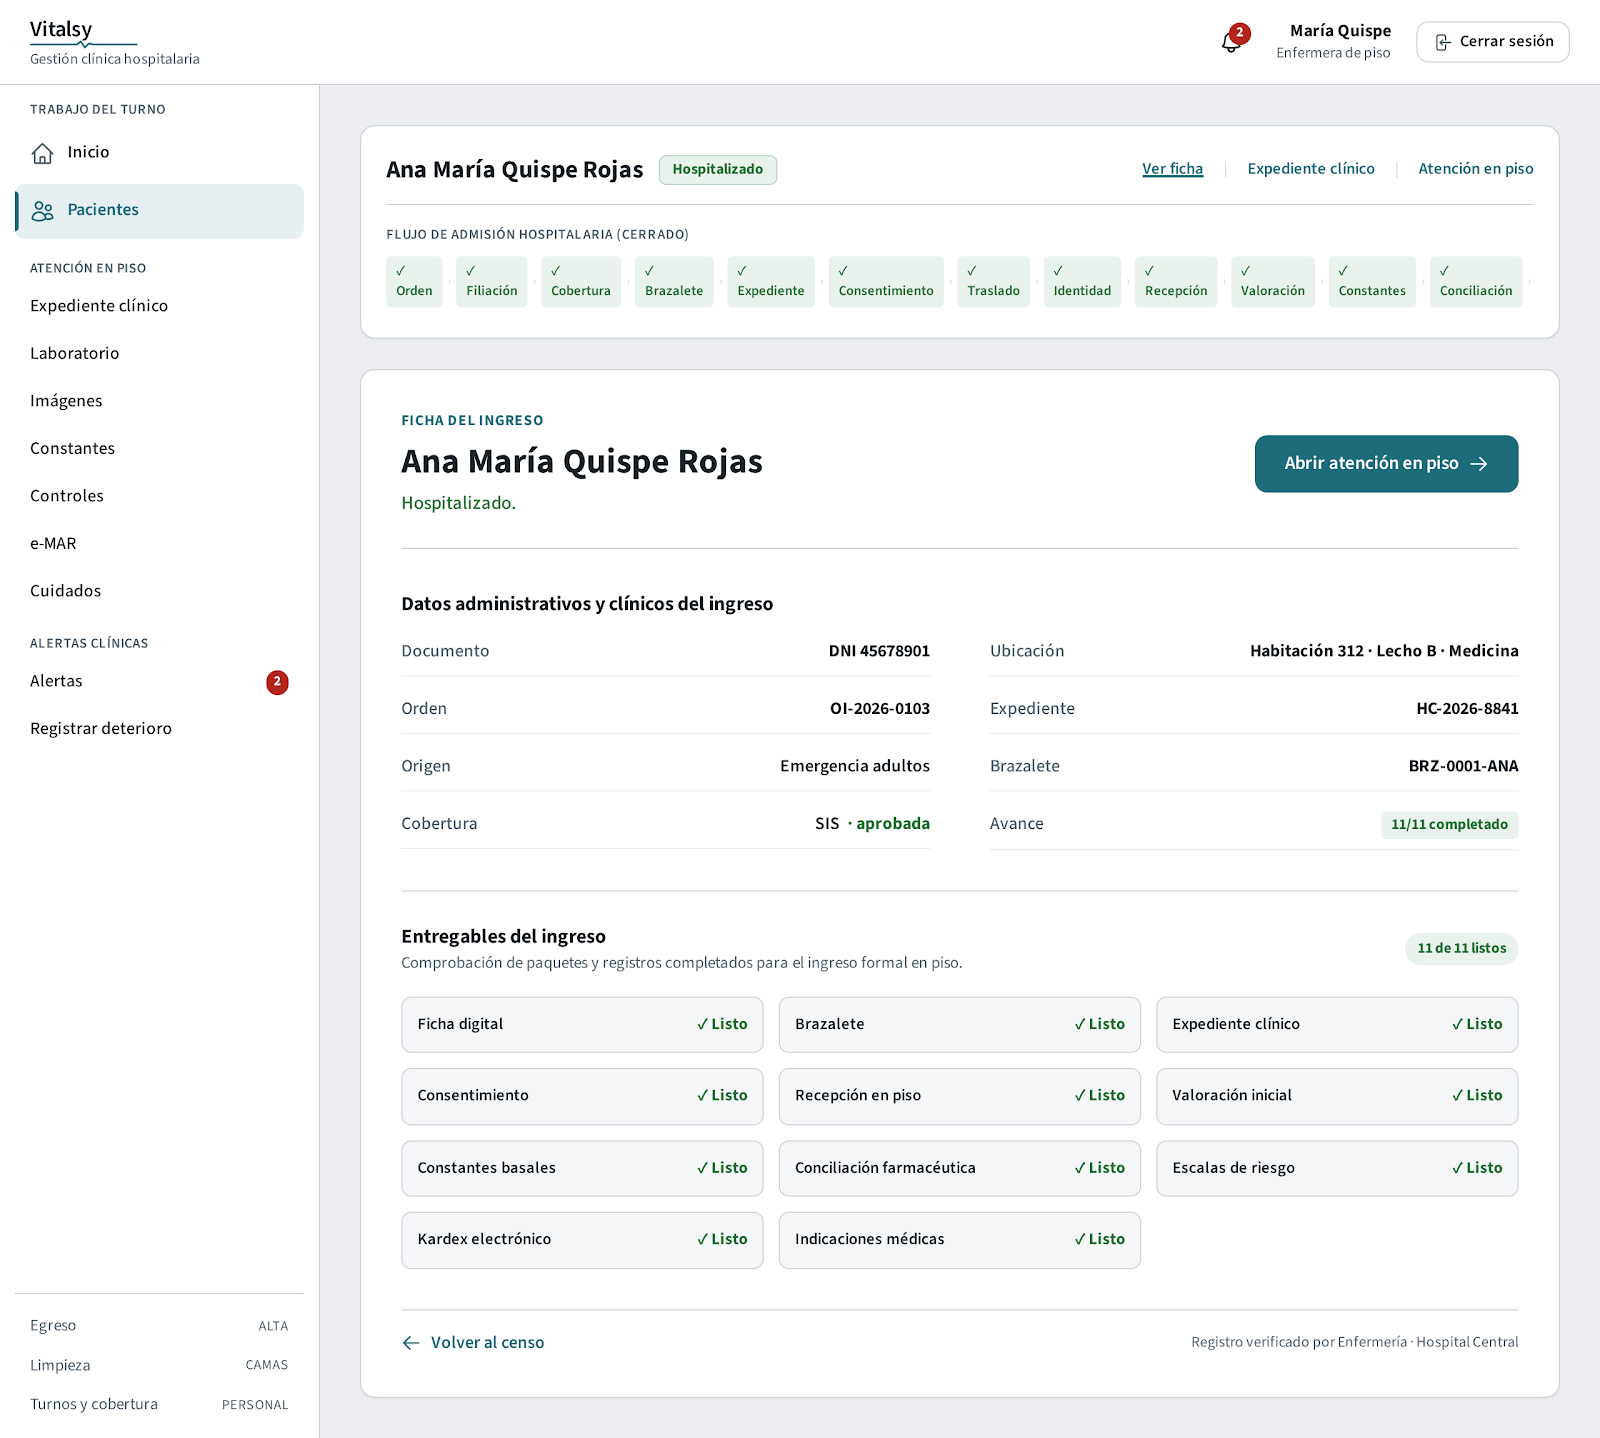 Vitalsy
Gestión clínica hospitalaria
2
María Quispe
Enfermera de piso
Cerrar sesión
TRABAJO DEL TURNO
Inicio
Pacientes
ATENCIÓN EN PISO
Expediente clínico
Laboratorio
Imágenes
Constantes
Controles
e-MAR
Cuidados
ALERTAS CLÍNICAS
Alertas 2
Registrar deterioro
Egreso ALTA
Limpieza CAMAS
Turnos y cobertura PERSONAL
Ana María Quispe Rojas Hospitalizado
Ver ficha | Expediente clínico | Atención en piso
FLUJO DE ADMISIÓN HOSPITALARIA (CERRADO)
✓ Orden
✓ Filiación
✓ Cobertura
✓ Brazalete
✓ Expediente
✓ Consentimiento
✓ Traslado
✓ Identidad
✓ Recepción
✓ Valoración
✓ Constantes
✓ Conciliación
FICHA DEL INGRESO
Ana María Quispe Rojas
Hospitalizado.
Abrir atención en piso →
Datos administrativos y clínicos del ingreso
Documento DNI 45678901
Ubicación Habitación 312 · Lecho B · Medicina
Orden OI-2026-0103
Expediente HC-2026-8841
Origen Emergencia adultos
Brazalete BRZ-0001-ANA
Cobertura SIS · aprobada
Avance 11/11 completado
Entregables del ingreso
Comprobación de paquetes y registros completados para el ingreso formal en piso.
11 de 11 listos
Ficha digital ✓ Listo
Brazalete ✓ Listo
Expediente clínico ✓ Listo
Consentimiento ✓ Listo
Recepción en piso ✓ Listo
Valoración inicial ✓ Listo
Constantes basales ✓ Listo
Conciliación farmacéutica ✓ Listo
Escalas de riesgo ✓ Listo
Kardex electrónico ✓ Listo
Indicaciones médicas ✓ Listo
← Volver al censo
Registro verificado por Enfermería · Hospital Central